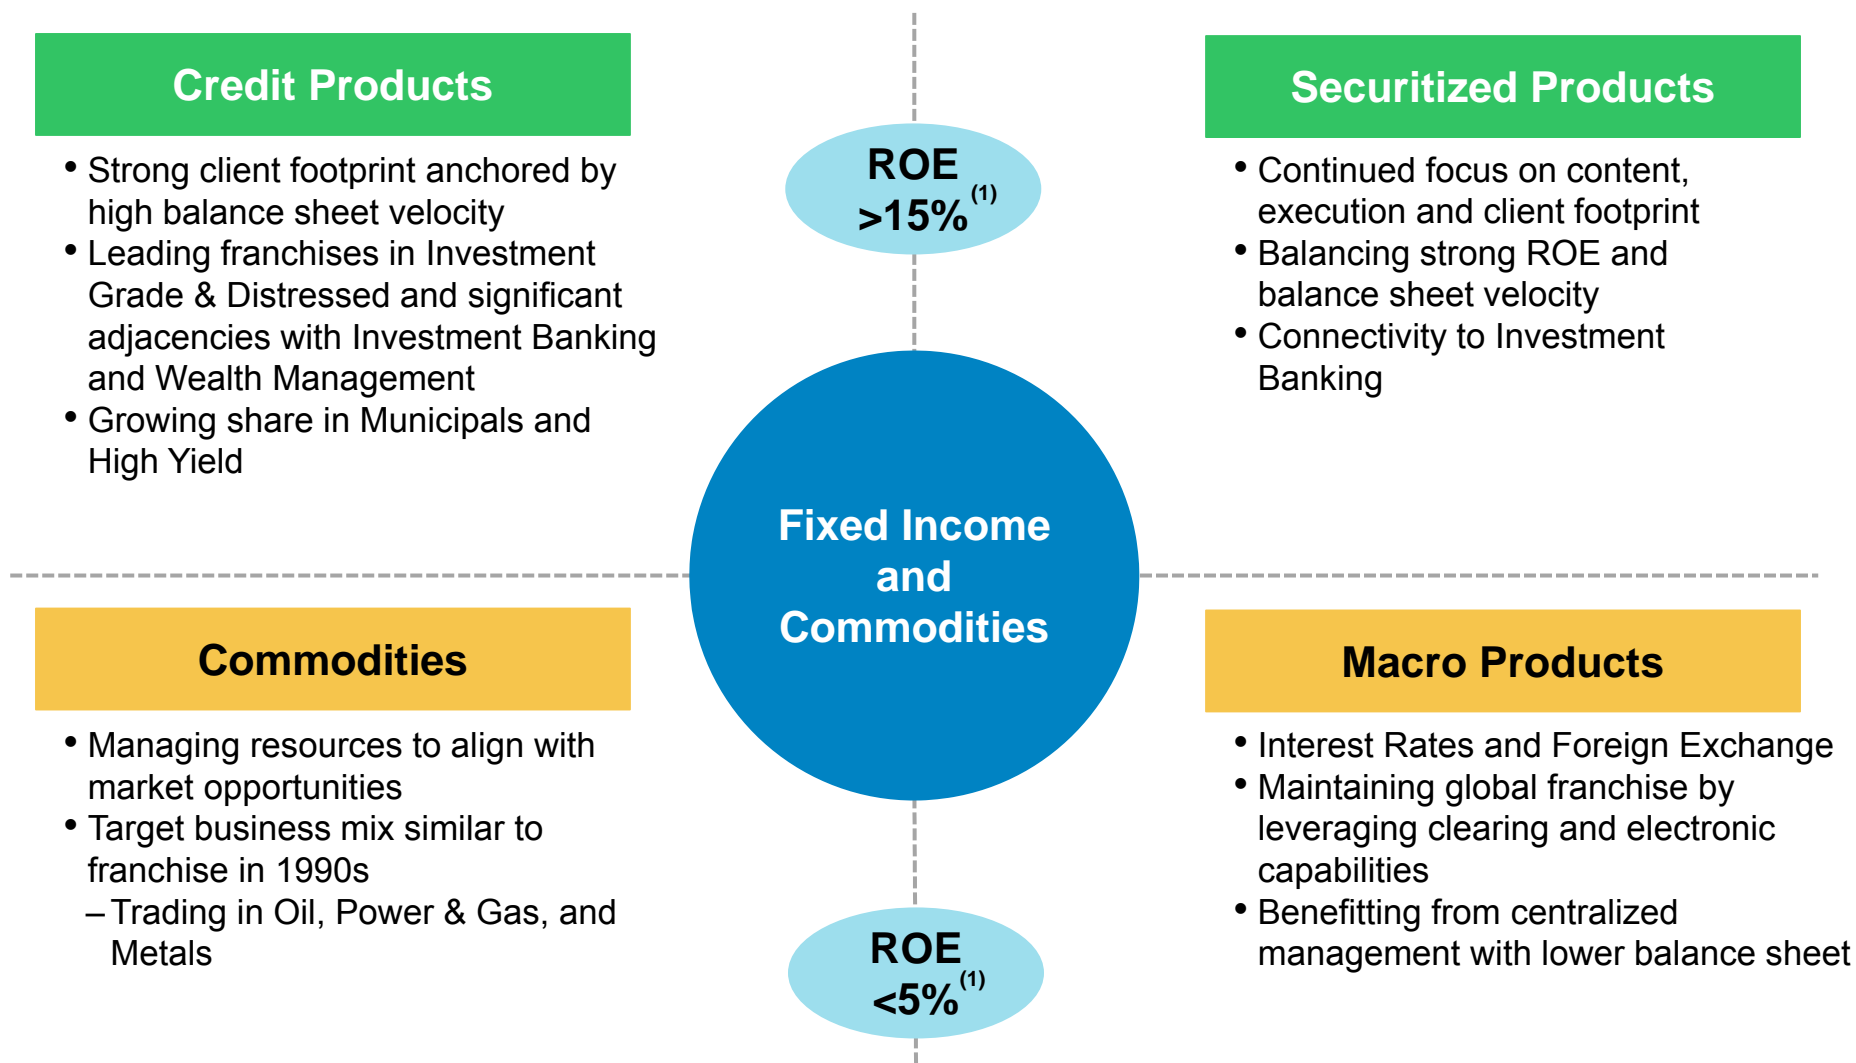 Credit Products
• Strong client footprint anchored by
high balance sheet velocity
• Leading franchises in Investment
Grade & Distressed and significant
adjacencies with Investment Banking
and Wealth Management
• Growing share in Municipals and
High Yield
ROE
>15%(1)
Securitized Products
• Continued focus on content,
execution and client footprint
• Balancing strong ROE and
balance sheet velocity
• Connectivity to Investment
Banking
Fixed Income
and
Commodities
Commodities
• Managing resources to align with
market opportunities
• Target business mix similar to
franchise in 1990s
– Trading in Oil, Power & Gas, and
Metals
ROE
<5%(1)
Macro Products
• Interest Rates and Foreign Exchange
• Maintaining global franchise by
leveraging clearing and electronic
capabilities
• Benefitting from centralized
management with lower balance sheet